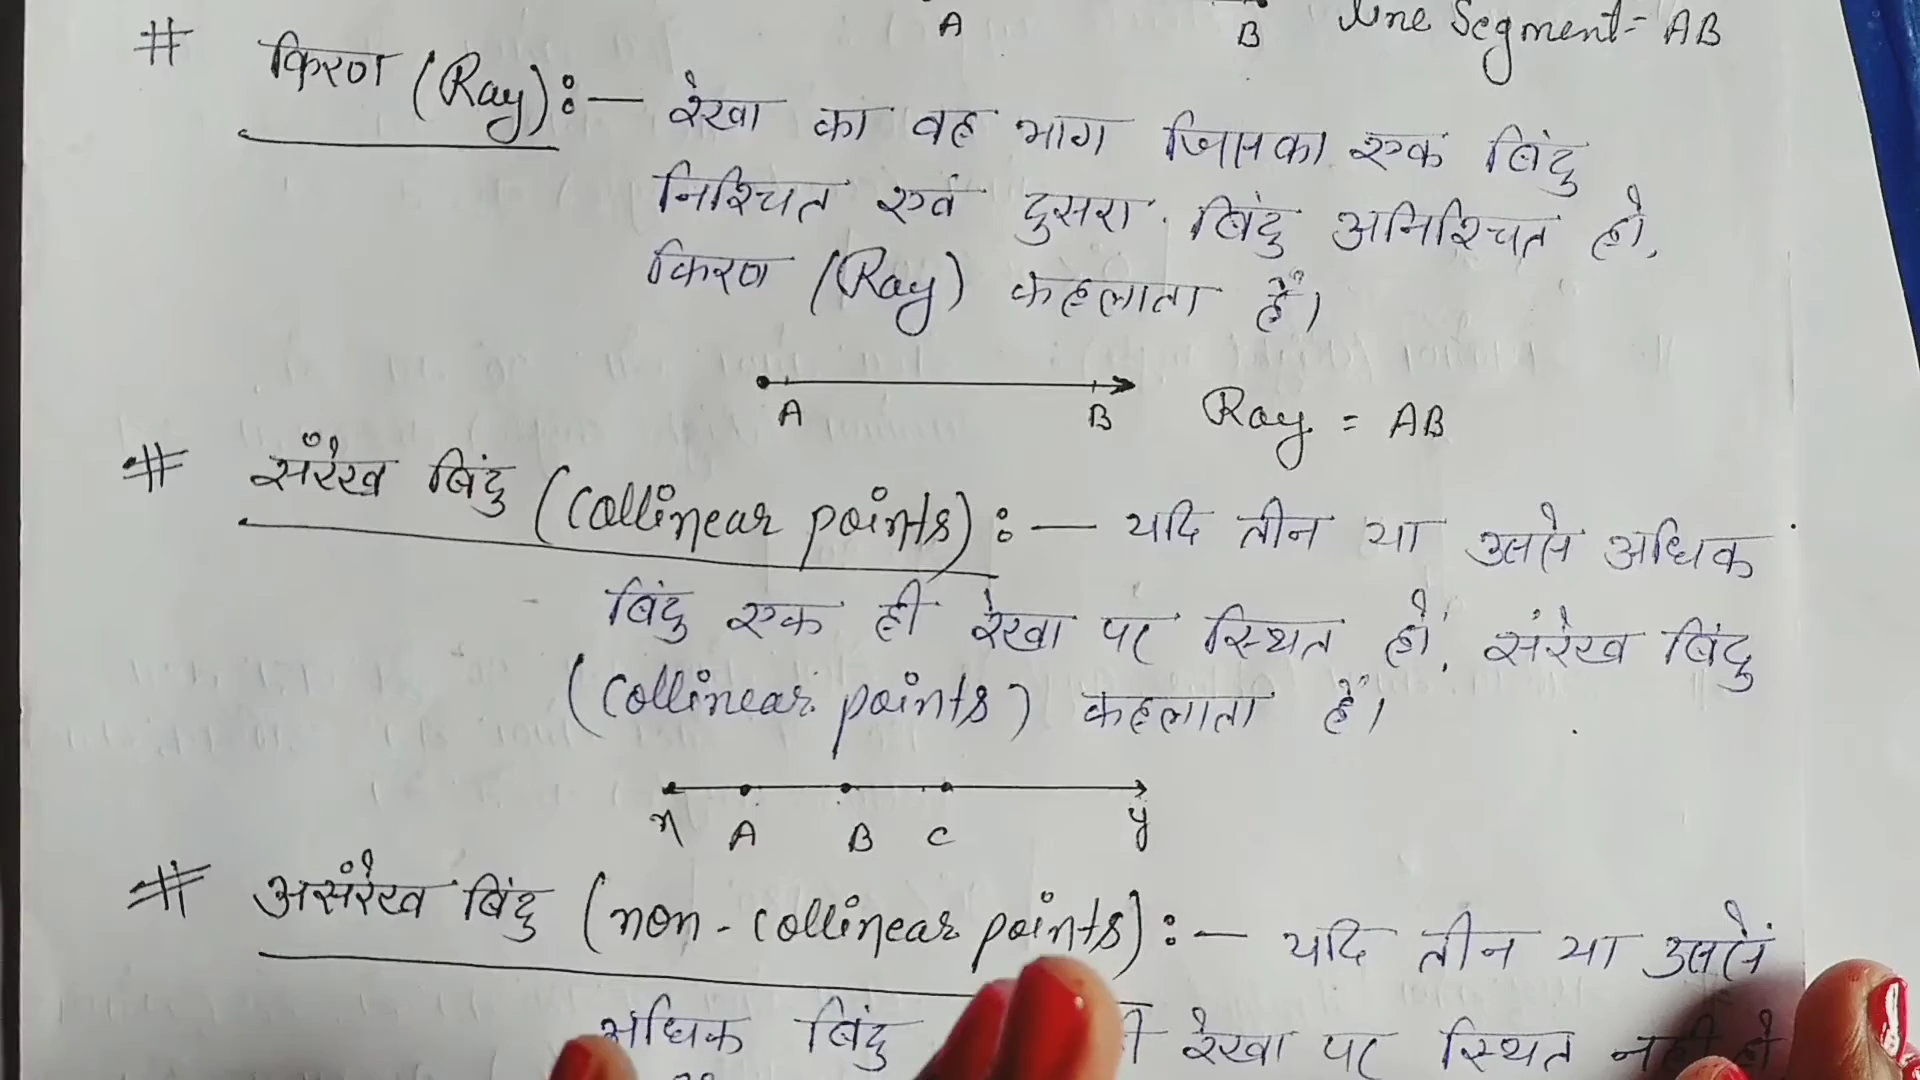 A B line Segment = AB
# किरण (Ray) :- रेखा का वह भाग जिसका एक बिंदु
निश्चित एवं दुसरा बिंदु अनिश्चित हो,
किरण (Ray) कहलाता हैं।
A B Ray = AB
# संरेख बिंदु (Collinear points) :- यदि तीन या उससे अधिक
बिंदु एक ही रेखा पर स्थित हो, संरेख बिंदु
(Collinear points) कहलाता हैं।
x A B C y
# असंरेख बिंदु (non-collinear points) :- यदि तीन या उससें
अधिक बिंदु रेखा पर स्थित नहीं हो